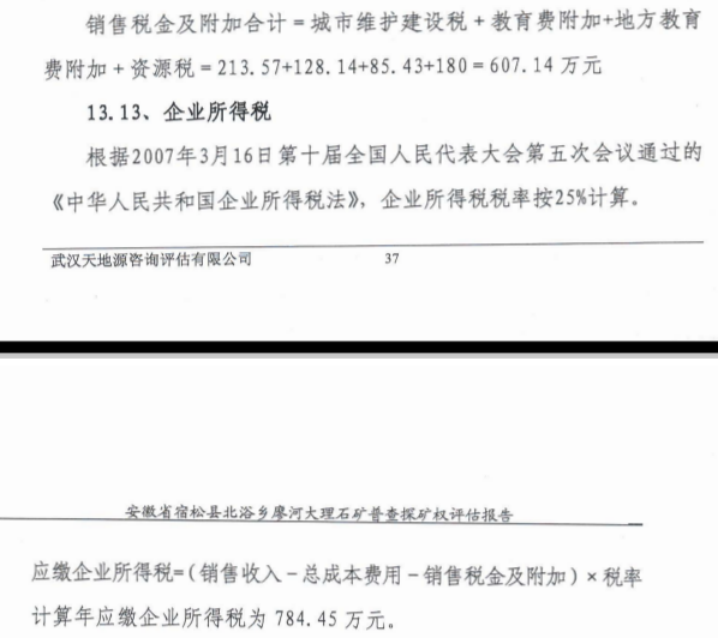 销售税金及附加合计=城市维护建设税+教育费附加+地方教育
费附加+资源税=213.57+128.14+85.43+180=607.14万元
13.13、企业所得税
根据2007年3月16日第十届全国人民代表大会第五次会议通过的
《中华人民共和国企业所得税法》，企业所得税税率按25%计算。
武汉天地源咨询评估有限公司 37
安徽省宿松县北浴乡廖河大理石矿普查探矿权评估报告
应缴企业所得税=(销售收入-总成本费用-销售税金及附加)×税率
计算年应缴企业所得税为784.45万元。